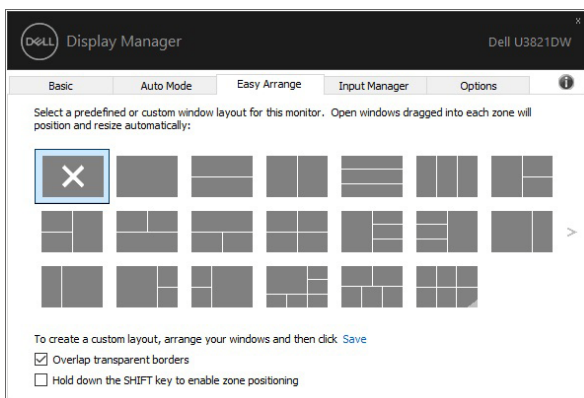 x
DELL Display Manager Dell U3821DW
Basic Auto Mode Easy Arrange Input Manager Options i
Select a predefined or custom window layout for this monitor. Open windows dragged into each zone will
position and resize automatically:
>
To create a custom layout, arrange your windows and then click Save
Overlap transparent borders
Hold down the SHIFT key to enable zone positioning